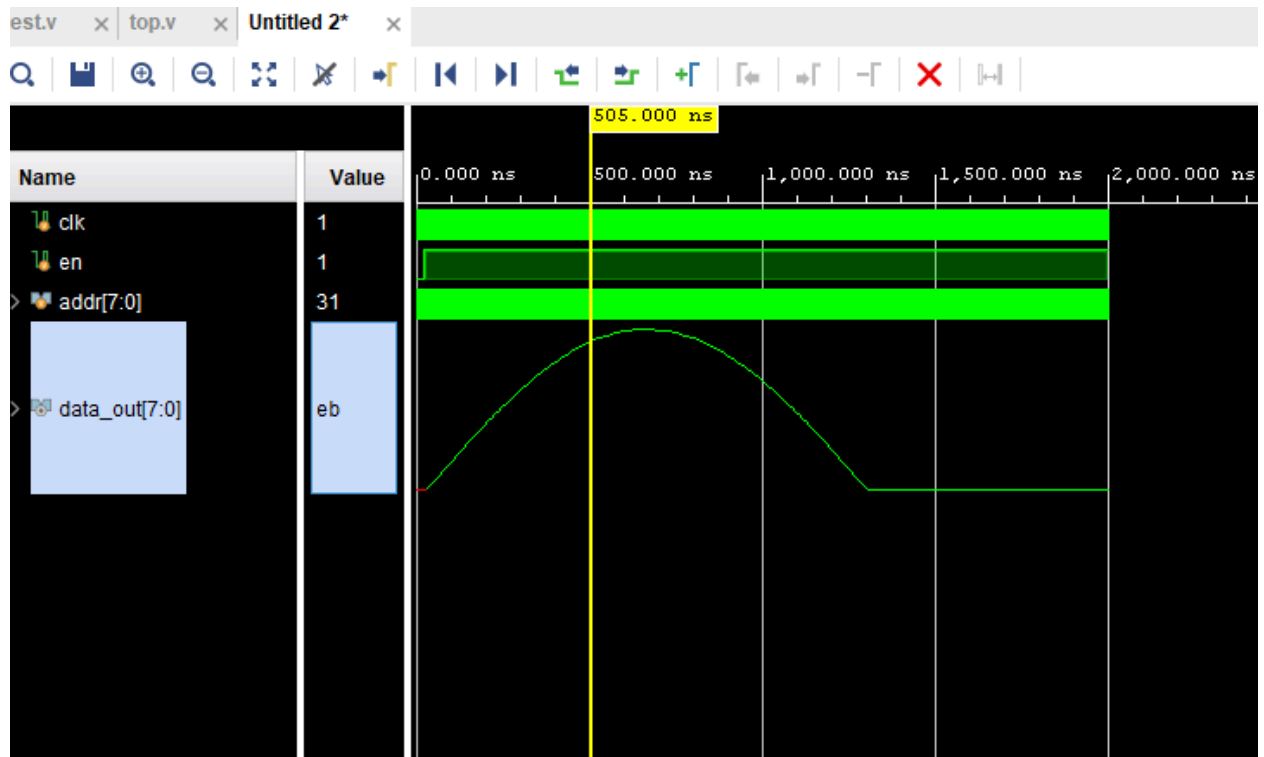 est.v top.v Untitled 2*
505.000 ns
Name Value 0.000 ns 500.000 ns 1,000.000 ns 1,500.000 ns 2,000.000 ns
clk 1
en 1
addr[7:0] 31
data_out[7:0] eb